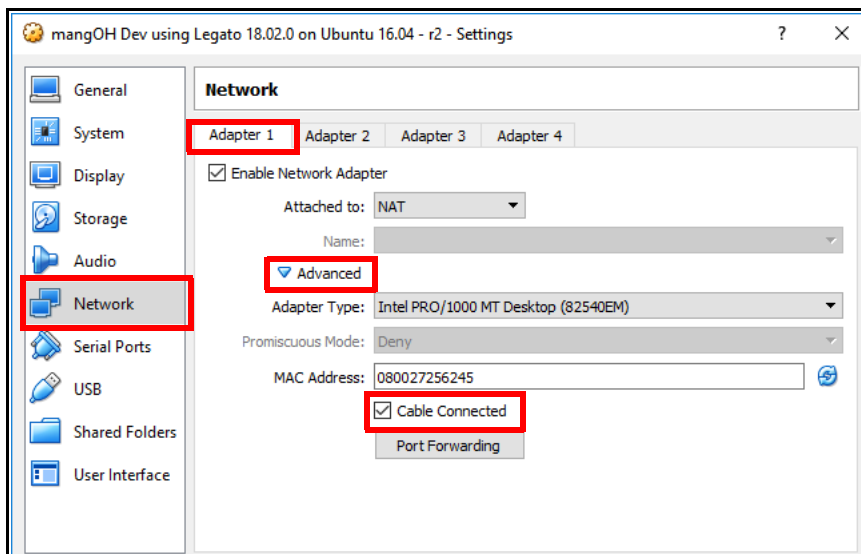 mangOH Dev using Legato 18.02.0 on Ubuntu 16.04 - r2 - Settings
?
General
System
Display
Storage
Audio
Network
Serial Ports
USB
Shared Folders
User Interface
Network
Adapter 1
Adapter 2
Adapter 3
Adapter 4
Enable Network Adapter
Attached to: NAT
Name:
Advanced
Adapter Type: Intel PRO/1000 MT Desktop (82540EM)
Promiscuous Mode: Deny
MAC Address: 080027256245
Cable Connected
Port Forwarding